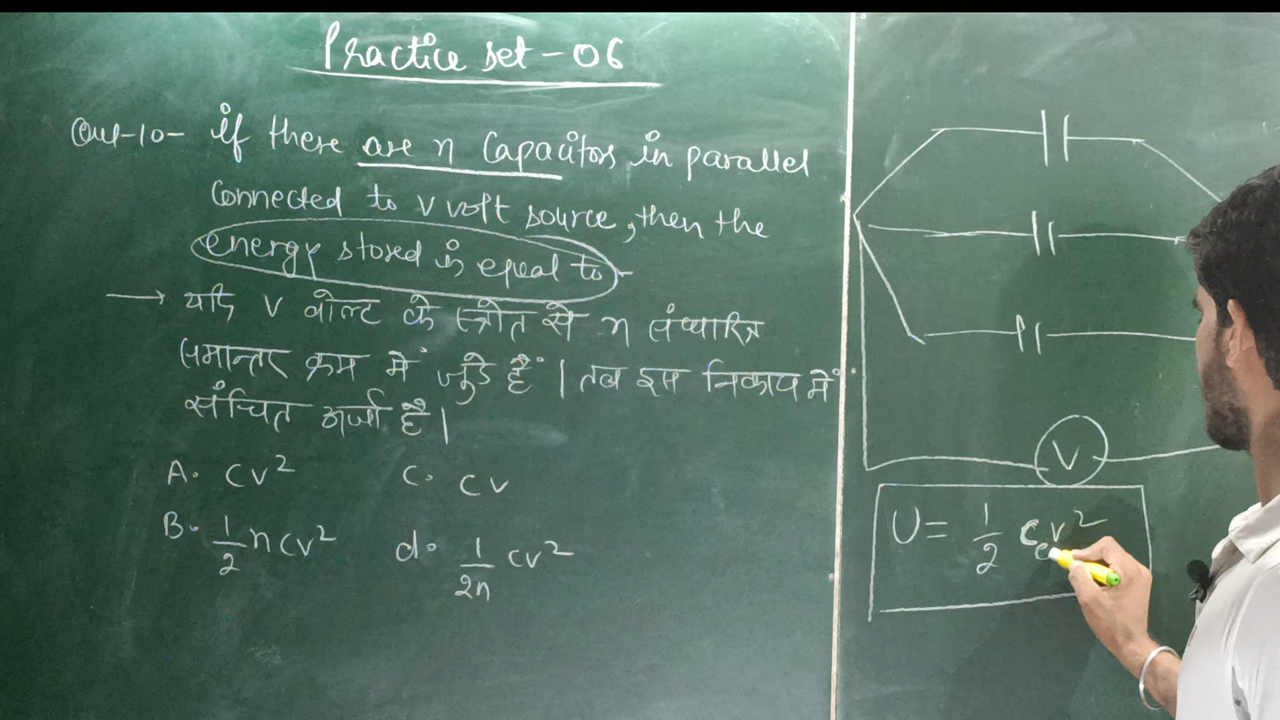 Practice set - 06
Que-10- if there are n Capacitors in parallel
Connected to v volt source, then the
energy stored is equal to -
→ यदि V वोल्ट के स्त्रोत से n संधारित्र
समान्तर क्रम में जुड़े हैं। तब इस निकाय में
संचित ऊर्जा है।
A. CV²
C. CV
B. 1/2 nCV²
d. 1/2n CV²
V
U = 1/2 CeV²